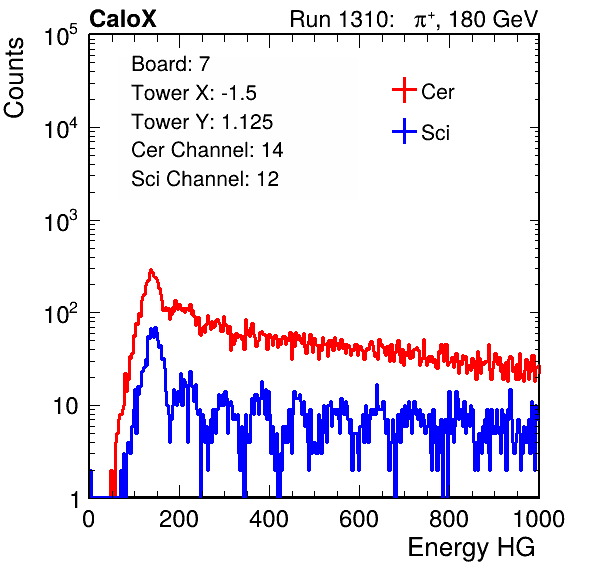 CaloX Run 1310: π⁺, 180 GeV
Counts
10⁵
10⁴
10³
10²
10
1
Board: 7
Tower X: -1.5
Tower Y: 1.125
Cer Channel: 14
Sci Channel: 12
Cer
Sci
0 200 400 600 800 1000
Energy HG